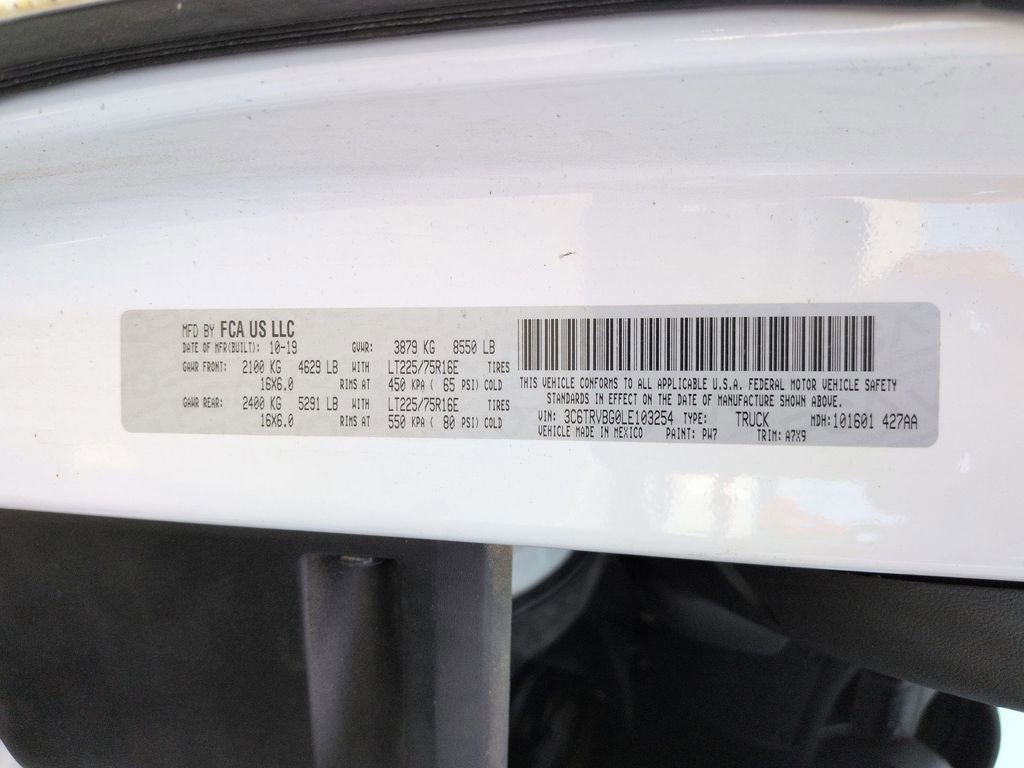 MFD BY FCA US LLC
DATE OF MFR(BUILT): 10-19 GVWR: 3879 KG 8550 LB
GAWR FRONT: 2100 KG 4629 LB WITH LT225/75R16E TIRES
16X6.0 RIMS AT 450 KPA ( 65 PSI) COLD
GAWR REAR: 2400 KG 5291 LB WITH LT225/75R16E TIRES
16X6.0 RIMS AT 550 KPA ( 80 PSI) COLD
THIS VEHICLE CONFORMS TO ALL APPLICABLE U.S.A. FEDERAL MOTOR VEHICLE SAFETY
STANDARDS IN EFFECT ON THE DATE OF MANUFACTURE SHOWN ABOVE.
VIN: 3C6TRVBG0LE103254 TYPE: TRUCK MDH:101601 427AA
VEHICLE MADE IN MEXICO PAINT: PW7 TRIM: A7X9